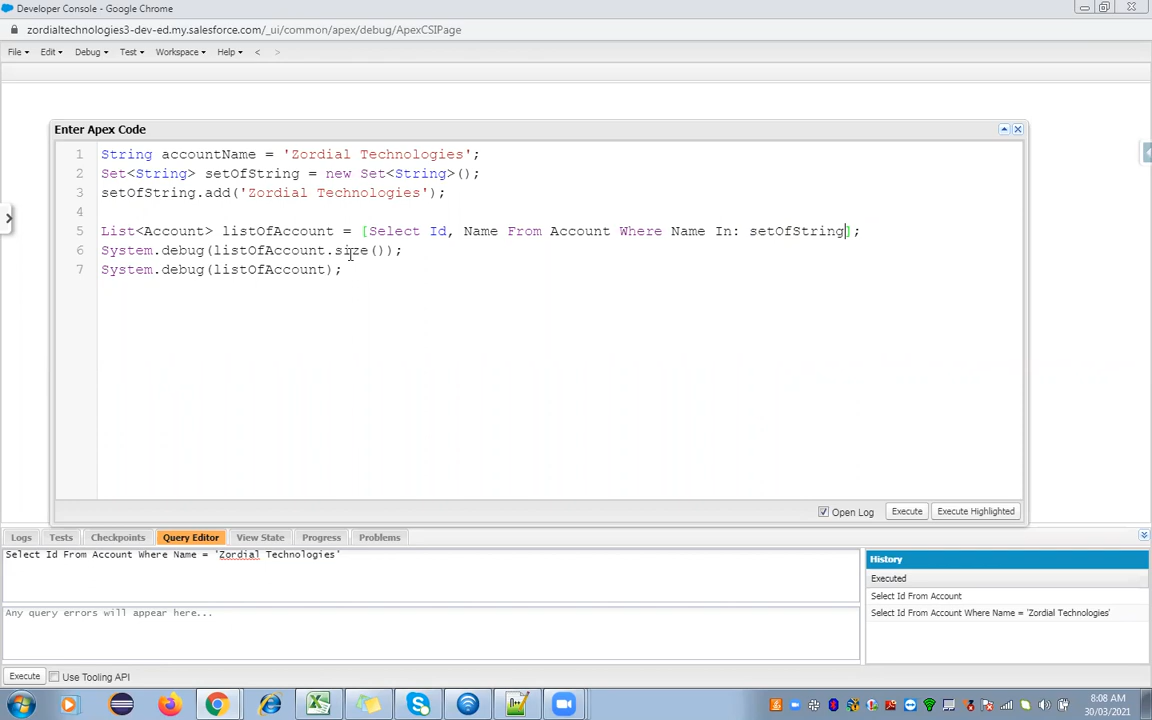 Developer Console - Google Chrome
zordialtechnologies3-dev-ed.my.salesforce.com/_ui/common/apex/debug/ApexCSIPage
File Edit Debug Test Workspace Help < >
Enter Apex Code
1 String accountName = 'Zordial Technologies';
2 Set<String> setOfString = new Set<String>();
3 setOfString.add('Zordial Technologies');
4
5 List<Account> listOfAccount = [Select Id, Name From Account Where Name In: setOfString];
6 System.debug(listOfAccount.size());
7 System.debug(listOfAccount);
Open Log Execute Execute Highlighted
Logs Tests Checkpoints Query Editor View State Progress Problems
Select Id From Account Where Name = 'Zordial Technologies'
Any query errors will appear here...
History
Executed
Select Id From Account
Select Id From Account Where Name = 'Zordial Technologies'
Execute Use Tooling API
8:08 AM
30/03/2021